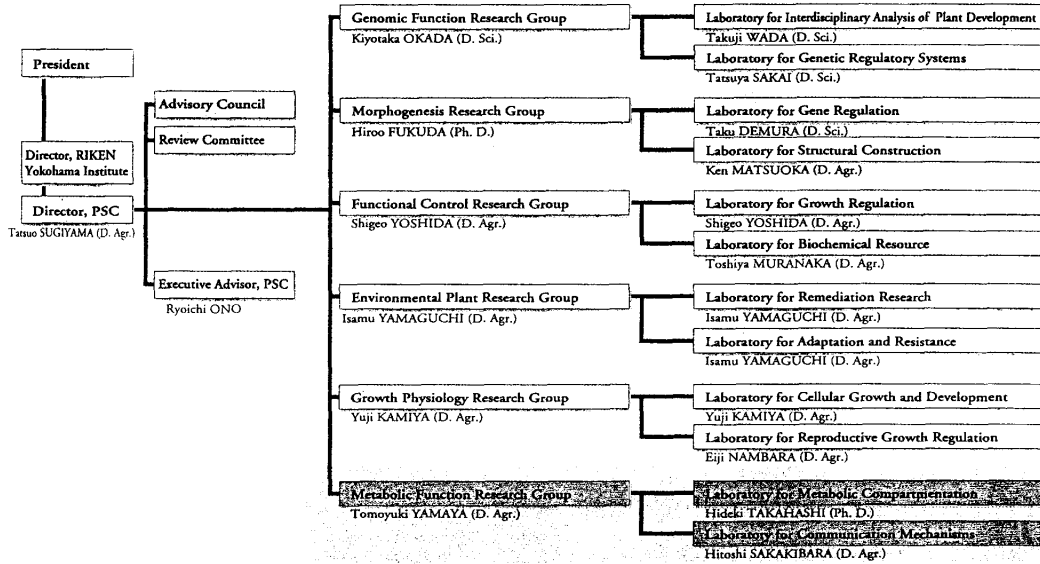 President
Director, RIKEN
Yokohama Institute
Director, PSC
Tatsuo SUGIYAMA (D. Agr.)
Advisory Council
Review Committee
Executive Advisor, PSC
Ryoichi ONO
Genomic Function Research Group
Kiyotaka OKADA (D. Sci.)
Laboratory for Interdisciplinary Analysis of Plant Development
Takuji WADA (D. Sci.)
Laboratory for Genetic Regulatory Systems
Tatsuya SAKAI (D. Sci.)
Morphogenesis Research Group
Hiroo FUKUDA (Ph. D.)
Laboratory for Gene Regulation
Taku DEMURA (D. Sci.)
Laboratory for Structural Construction
Ken MATSUOKA (D. Agr.)
Functional Control Research Group
Shigeo YOSHIDA (D. Agr.)
Laboratory for Growth Regulation
Shigeo YOSHIDA (D. Agr.)
Laboratory for Biochemical Resource
Toshiya MURANAKA (D. Agr.)
Environmental Plant Research Group
Isamu YAMAGUCHI (D. Agr.)
Laboratory for Remediation Research
Isamu YAMAGUCHI (D. Agr.)
Laboratory for Adaptation and Resistance
Isamu YAMAGUCHI (D. Agr.)
Growth Physiology Research Group
Yuji KAMIYA (D. Agr.)
Laboratory for Cellular Growth and Development
Yuji KAMIYA (D. Agr.)
Laboratory for Reproductive Growth Regulation
Eiji NAMBARA (D. Agr.)
Metabolic Function Research Group
Tomoyuki YAMAYA (D. Agr.)
Laboratory for Metabolic Compartmentation
Hideki TAKAHASHI (Ph. D.)
Laboratory for Communication Mechanisms
Hitoshi SAKAKIBARA (D. Agr.)